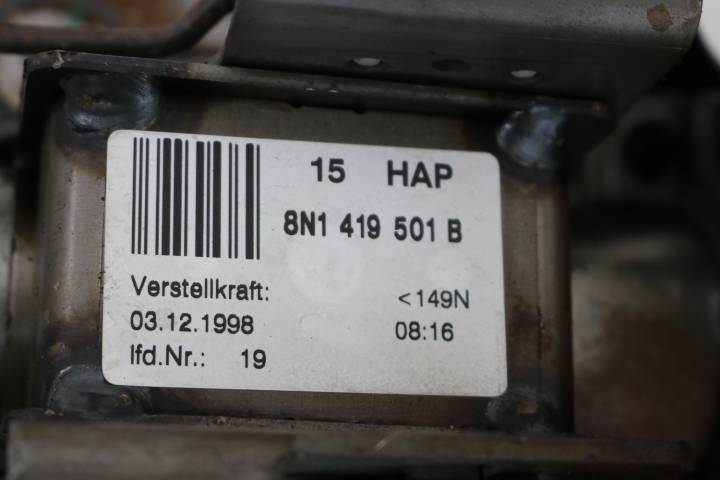 15 HAP
8N1 419 501 B
Verstellkraft: <149N
03.12.1998 08:16
lfd.Nr.: 19